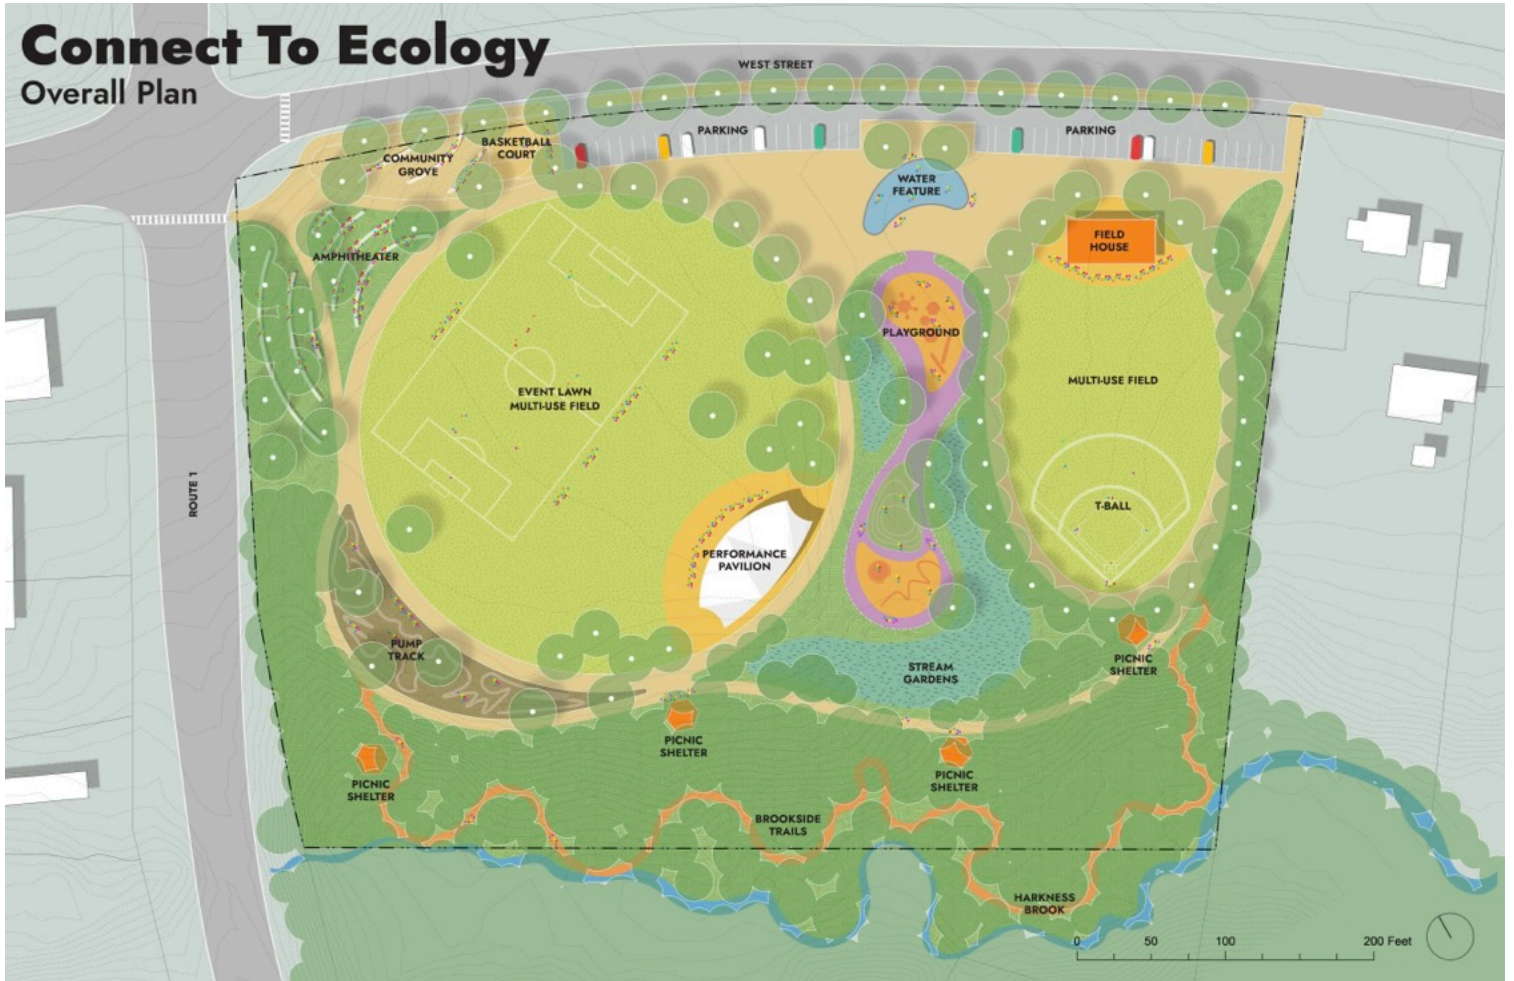 Connect To Ecology
Overall Plan
WEST STREET
PARKING
PARKING
BASKETBALL
COURT
COMMUNITY
GROVE
WATER
FEATURE
FIELD
HOUSE
AMPHITHEATER
PLAYGROUND
EVENT LAWN
MULTI-USE FIELD
MULTI-USE FIELD
ROUTE 1
T-BALL
PERFORMANCE
PAVILION
PUMP
TRACK
STREAM
GARDENS
PICNIC
SHELTER
PICNIC
SHELTER
PICNIC
SHELTER
PICNIC
SHELTER
BROOKSIDE
TRAILS
HARKNESS
BROOK
0 50 100 200 Feet